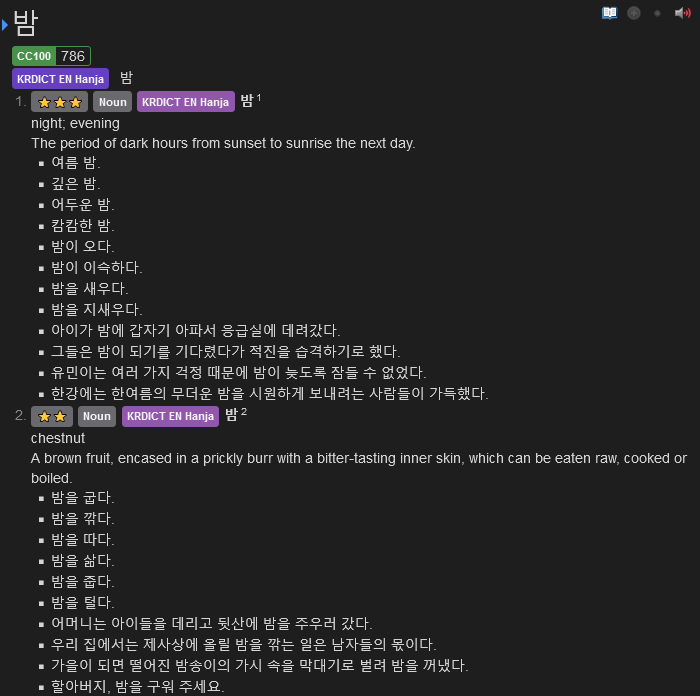 밤
CC100 786
KRDICT EN Hanja 밤
1. ★★★ Noun KRDICT EN Hanja 밤 1
night; evening
The period of dark hours from sunset to sunrise the next day.
▪ 여름 밤.
▪ 깊은 밤.
▪ 어두운 밤.
▪ 캄캄한 밤.
▪ 밤이 오다.
▪ 밤이 이슥하다.
▪ 밤을 새우다.
▪ 밤을 지새우다.
▪ 아이가 밤에 갑자기 아파서 응급실에 데려갔다.
▪ 그들은 밤이 되기를 기다렸다가 적진을 습격하기로 했다.
▪ 유민이는 여러 가지 걱정 때문에 밤이 늦도록 잠들 수 없었다.
▪ 한강에는 한여름의 무더운 밤을 시원하게 보내려는 사람들이 가득했다.
2. ★★ Noun KRDICT EN Hanja 밤 2
chestnut
A brown fruit, encased in a prickly burr with a bitter-tasting inner skin, which can be eaten raw, cooked or
boiled.
▪ 밤을 굽다.
▪ 밤을 깎다.
▪ 밤을 따다.
▪ 밤을 삶다.
▪ 밤을 줍다.
▪ 밤을 털다.
▪ 어머니는 아이들을 데리고 뒷산에 밤을 주우러 갔다.
▪ 우리 집에서는 제사상에 올릴 밤을 깎는 일은 남자들의 몫이다.
▪ 가을이 되면 떨어진 밤송이의 가시 속을 막대기로 벌려 밤을 꺼냈다.
▪ 할아버지, 밤을 구워 주세요.